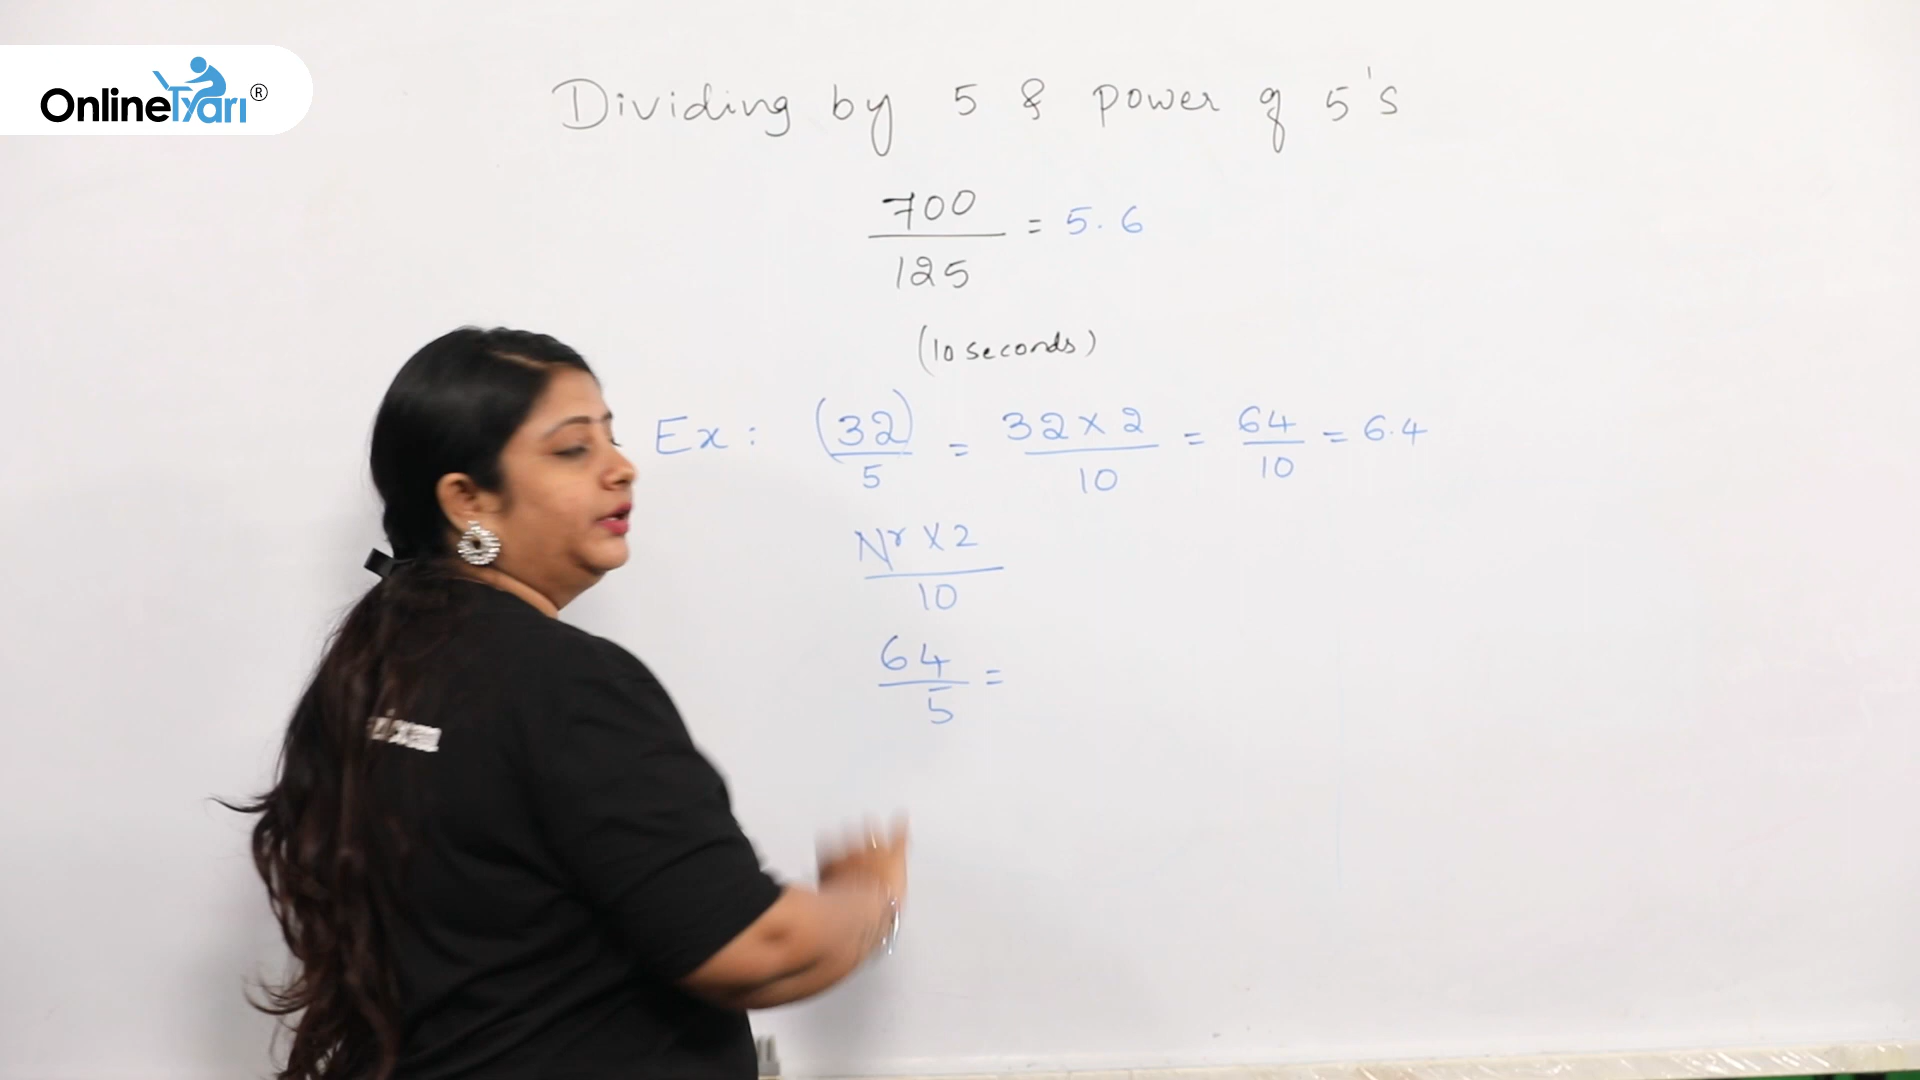 OnlineTyari®
Dividing by 5 & power of 5's
700/125 = 5.6
(10 seconds)
Ex: (32)/5 = 32 x 2/10 = 64/10 = 6.4
Nr x 2/10
64/5 =